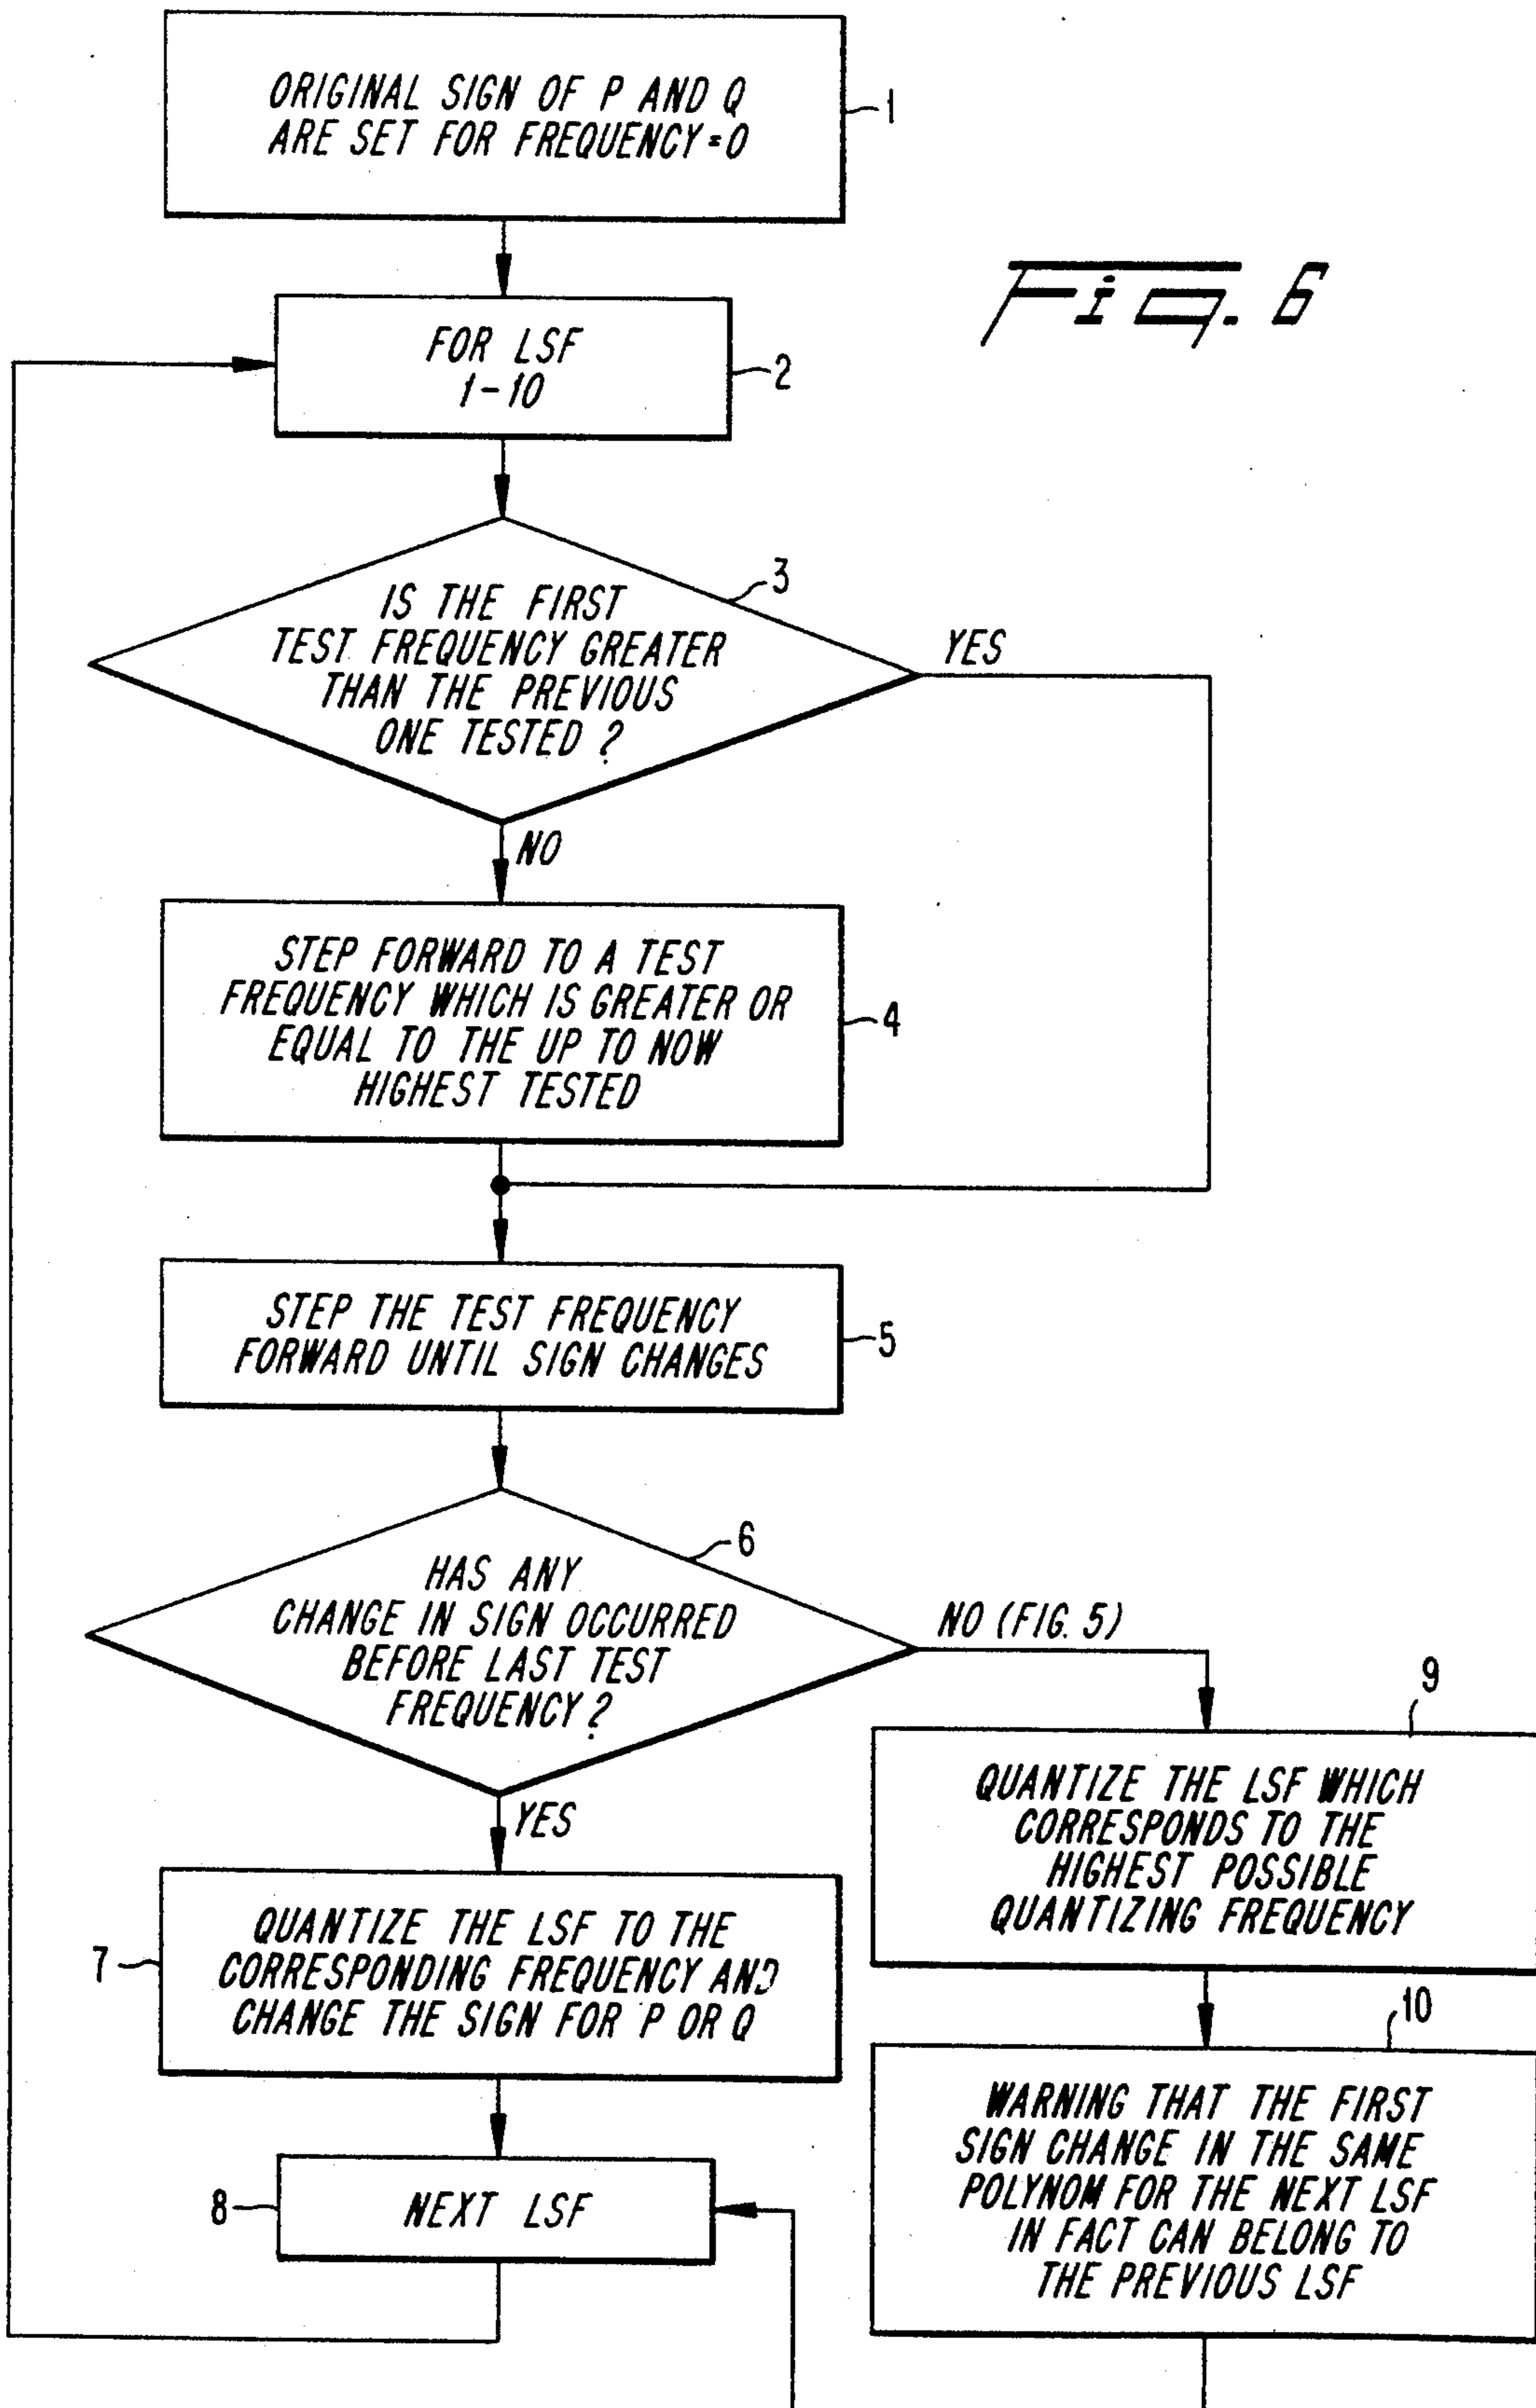 ORIGINAL SIGN OF P AND Q
ARE SET FOR FREQUENCY=0
1
Fig. 6
FOR LSF
1-10
2
3
IS THE FIRST
TEST FREQUENCY GREATER
THAN THE PREVIOUS
ONE TESTED ?
YES
NO
STEP FORWARD TO A TEST
FREQUENCY WHICH IS GREATER OR
EQUAL TO THE UP TO NOW
HIGHEST TESTED
4
STEP THE TEST FREQUENCY
FORWARD UNTIL SIGN CHANGES
5
6
HAS ANY
CHANGE IN SIGN OCCURRED
BEFORE LAST TEST
FREQUENCY?
NO (FIG. 5)
YES
9
QUANTIZE THE LSF WHICH
CORRESPONDS TO THE
HIGHEST POSSIBLE
QUANTIZING FREQUENCY
7
QUANTIZE THE LSF TO THE
CORRESPONDING FREQUENCY AND
CHANGE THE SIGN FOR P OR Q
10
WARNING THAT THE FIRST
SIGN CHANGE IN THE SAME
POLYNOM FOR THE NEXT LSF
IN FACT CAN BELONG TO
THE PREVIOUS LSF
8
NEXT LSF